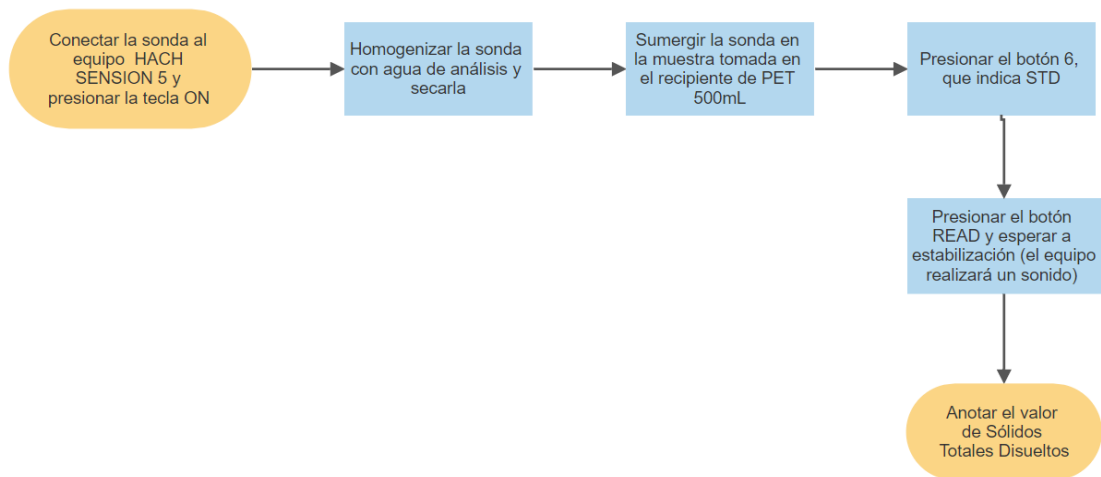 Conectar la sonda al
equipo HACH
SENSION 5 y
presionar la tecla ON
Homogenizar la sonda
con agua de análisis y
secarla
Sumergir la sonda en
la muestra tomada en
el recipiente de PET
500mL
Presionar el botón 6,
que indica STD
Presionar el botón
READ y esperar a
estabilización (el equipo
realizará un sonido)
Anotar el valor
de Sólidos
Totales Disueltos